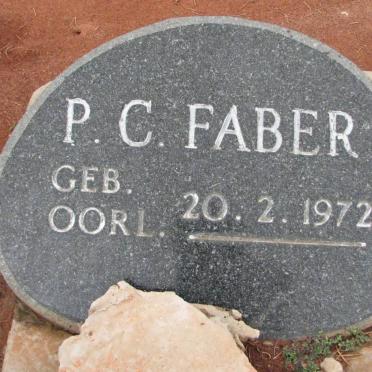 P. C. FABER
GEB.
OORL. 20. 2. 1972